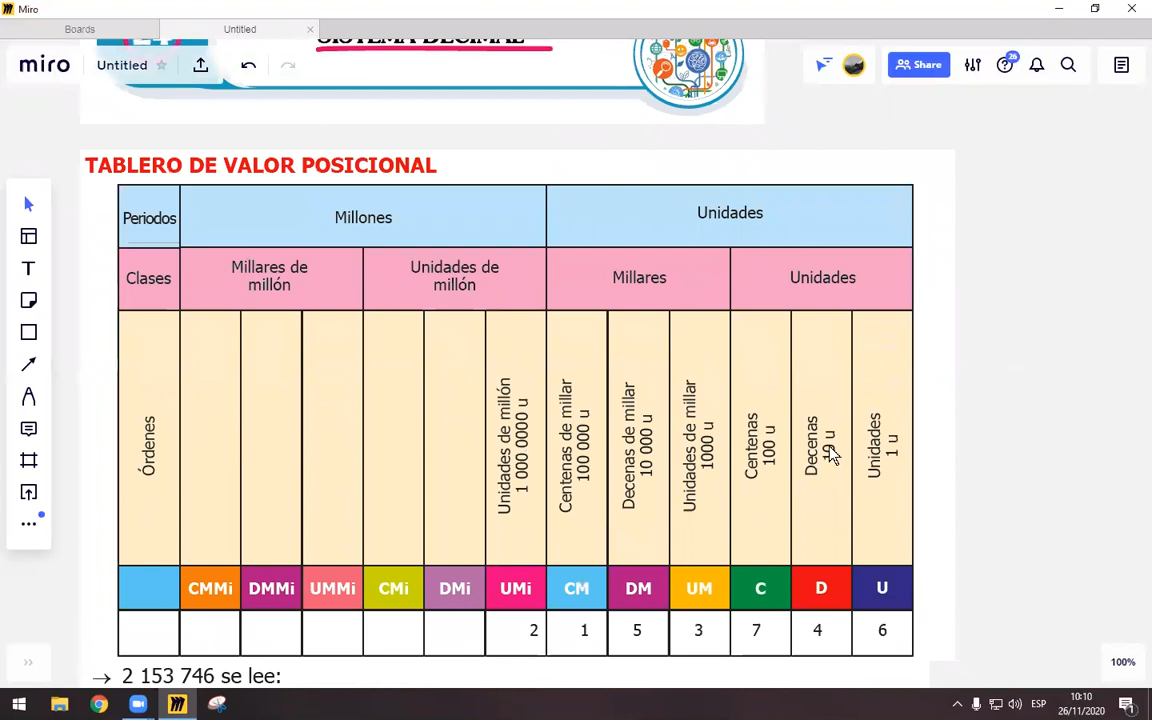 Miro
Boards
Untitled
SISTEMA DECIMAL
miro
Untitled
Share
26
TABLERO DE VALOR POSICIONAL
Periodos
Millones
Unidades
Clases
Millares de
millón
Unidades de
millón
Millares
Unidades
Órdenes
Unidades de millón
1 000 0000 u
Centenas de millar
100 000 u
Decenas de millar
10 000 u
Unidades de millar
1000 u
Centenas
100 u
Decenas
10 u
Unidades
1 u
CMMi DMMi UMMi CMi DMi UMi CM DM UM C D U
2 1 5 3 7 4 6
→ 2 153 746 se lee:
100%
ESP
10:10
26/11/2020
1